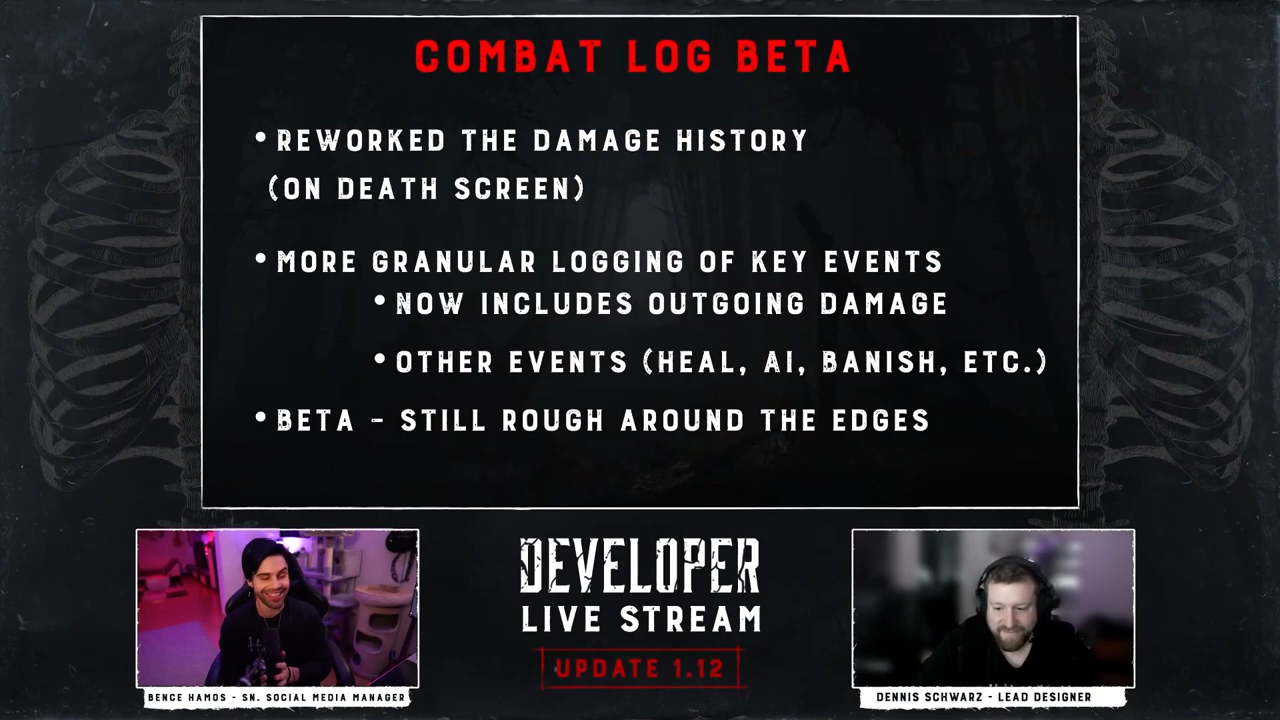 COMBAT LOG BETA
• REWORKED THE DAMAGE HISTORY
(ON DEATH SCREEN)
• MORE GRANULAR LOGGING OF KEY EVENTS
• NOW INCLUDES OUTGOING DAMAGE
• OTHER EVENTS (HEAL, AI, BANISH, ETC.)
• BETA - STILL ROUGH AROUND THE EDGES
DEVELOPER
LIVE STREAM
UPDATE 1.12
BENCE HAMOS - SN. SOCIAL MEDIA MANAGER
DENNIS SCHWARZ - LEAD DESIGNER